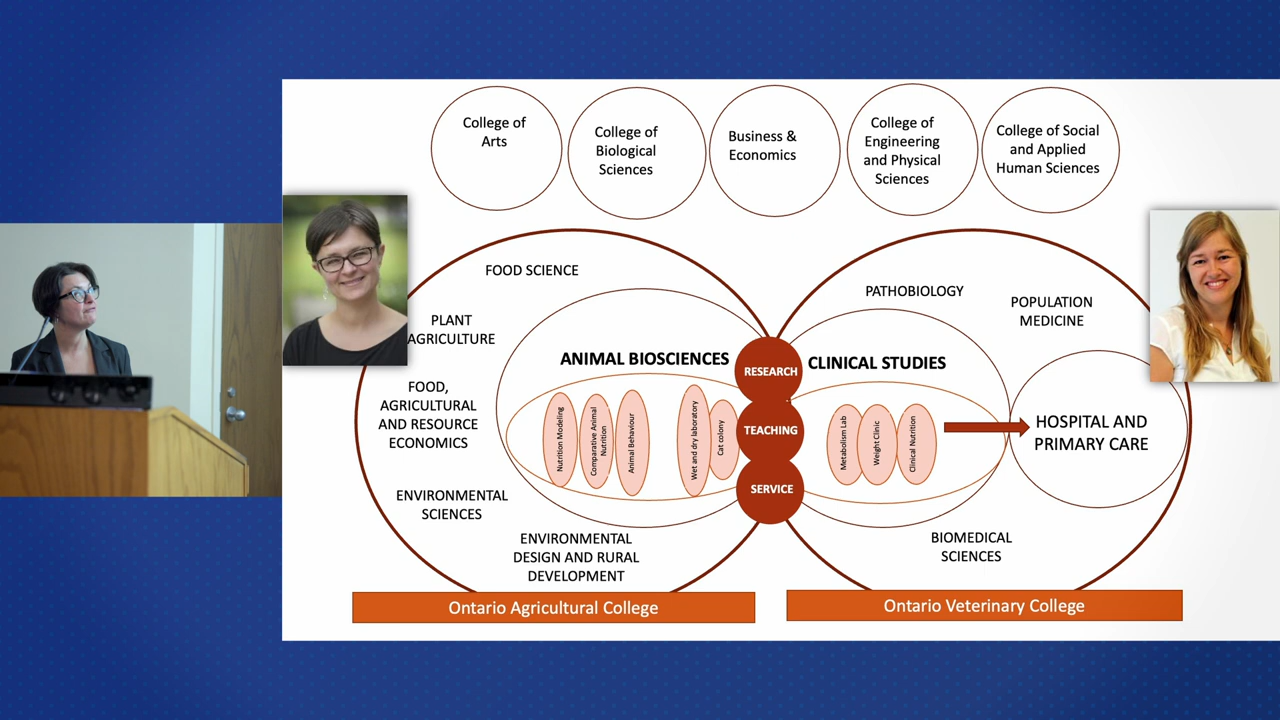 College of
Arts
College of
Biological
Sciences
Business &
Economics
College of
Engineering
and Physical
Sciences
College of Social
and Applied
Human Sciences
FOOD SCIENCE
PLANT
AGRICULTURE
FOOD,
AGRICULTURAL
AND RESOURCE
ECONOMICS
ENVIRONMENTAL
SCIENCES
ENVIRONMENTAL
DESIGN AND RURAL
DEVELOPMENT
ANIMAL BIOSCIENCES
Nutrition Modeling
Comparative Animal
Nutrition
Animal Behaviour
Wet and dry laboratory
Cat colony
RESEARCH
TEACHING
SERVICE
PATHOBIOLOGY
POPULATION
MEDICINE
CLINICAL STUDIES
Metabolism Lab
Weight Clinic
Clinical Nutrition
HOSPITAL AND
PRIMARY CARE
BIOMEDICAL
SCIENCES
Ontario Agricultural College
Ontario Veterinary College